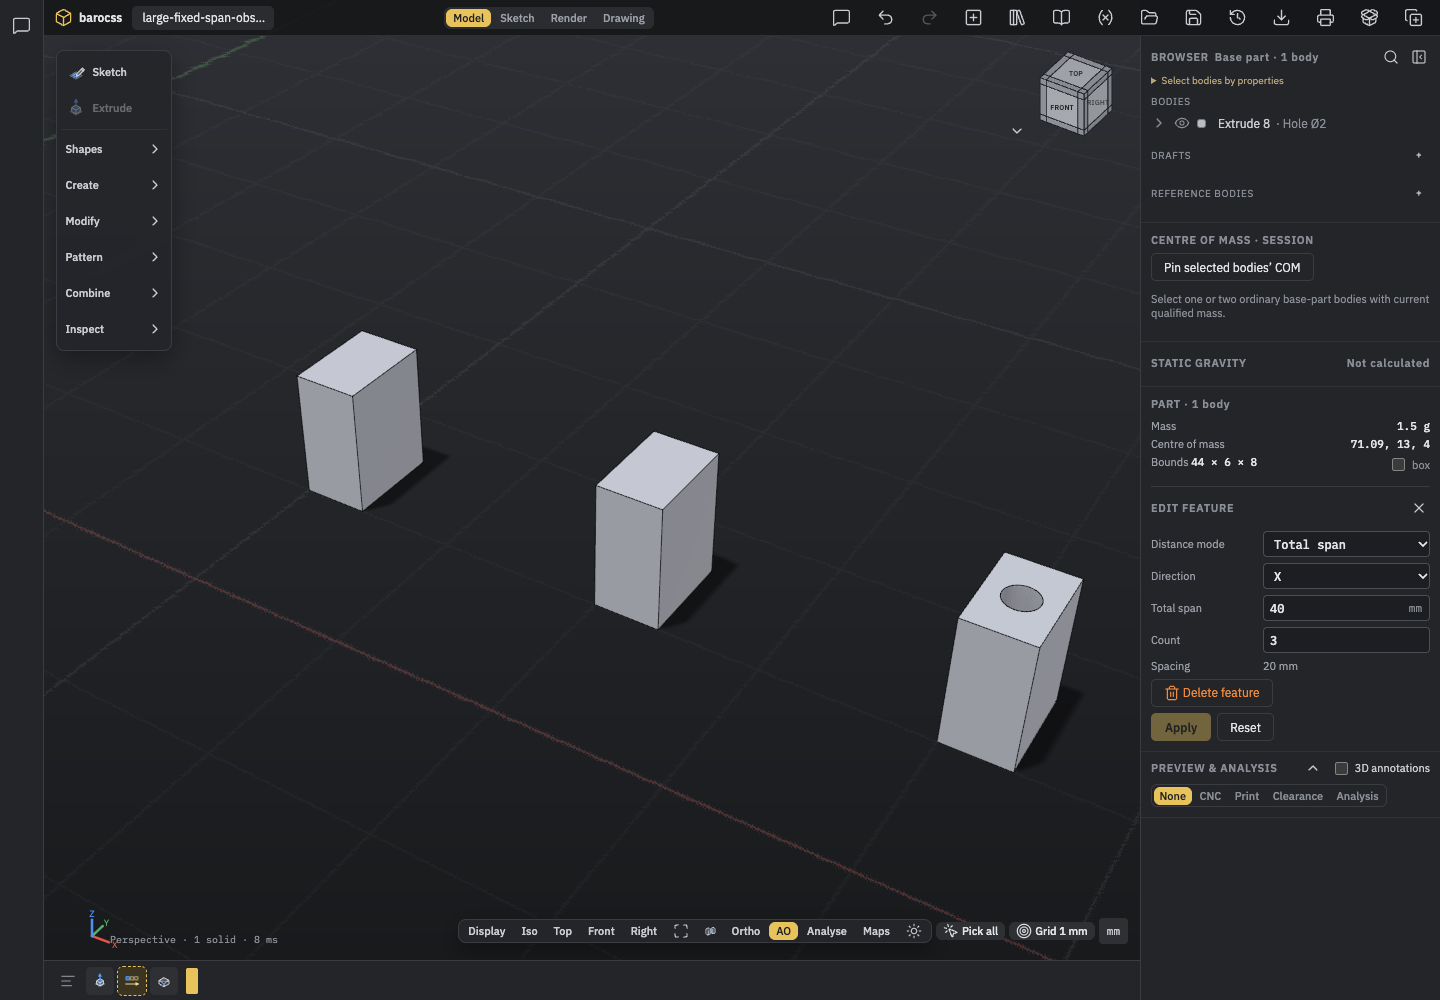 barocss
large-fixed-span-obs...
Model
Sketch
Render
Drawing
Sketch
Extrude
Shapes
Create
Modify
Pattern
Combine
Inspect
TOP
FRONT
RIGHT
BROWSER Base part · 1 body
Select bodies by properties
BODIES
Extrude 8 · Hole Ø2
DRAFTS
REFERENCE BODIES
CENTRE OF MASS · SESSION
Pin selected bodies’ COM
Select one or two ordinary base-part bodies with current
qualified mass.
STATIC GRAVITY Not calculated
PART · 1 body
Mass 1.5 g
Centre of mass 71.09, 13, 4
Bounds 44 × 6 × 8 box
EDIT FEATURE
Distance mode Total span
Direction X
Total span 40 mm
Count 3
Spacing 20 mm
Delete feature
Apply Reset
PREVIEW & ANALYSIS 3D annotations
None CNC Print Clearance Analysis
Z
Y
X
Perspective · 1 solid · 8 ms
Display Iso Top Front Right Ortho AO Analyse Maps Pick all Grid 1 mm mm